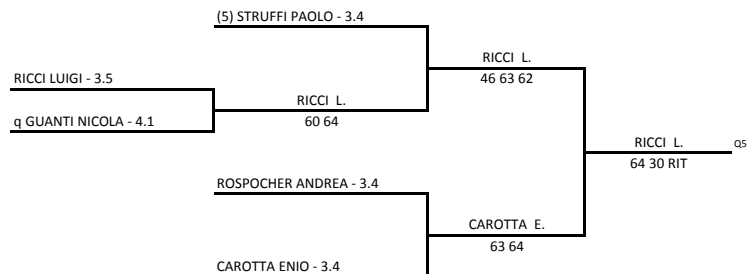 (5) STRUFFI PAOLO - 3.4
RICCI L.
46 63 62
RICCI LUIGI - 3.5
RICCI L.
60 64
q GUANTI NICOLA - 4.1
RICCI L.
64 30 RIT
Q5
ROSPOCHER ANDREA - 3.4
CAROTTA E.
63 64
CAROTTA ENIO - 3.4